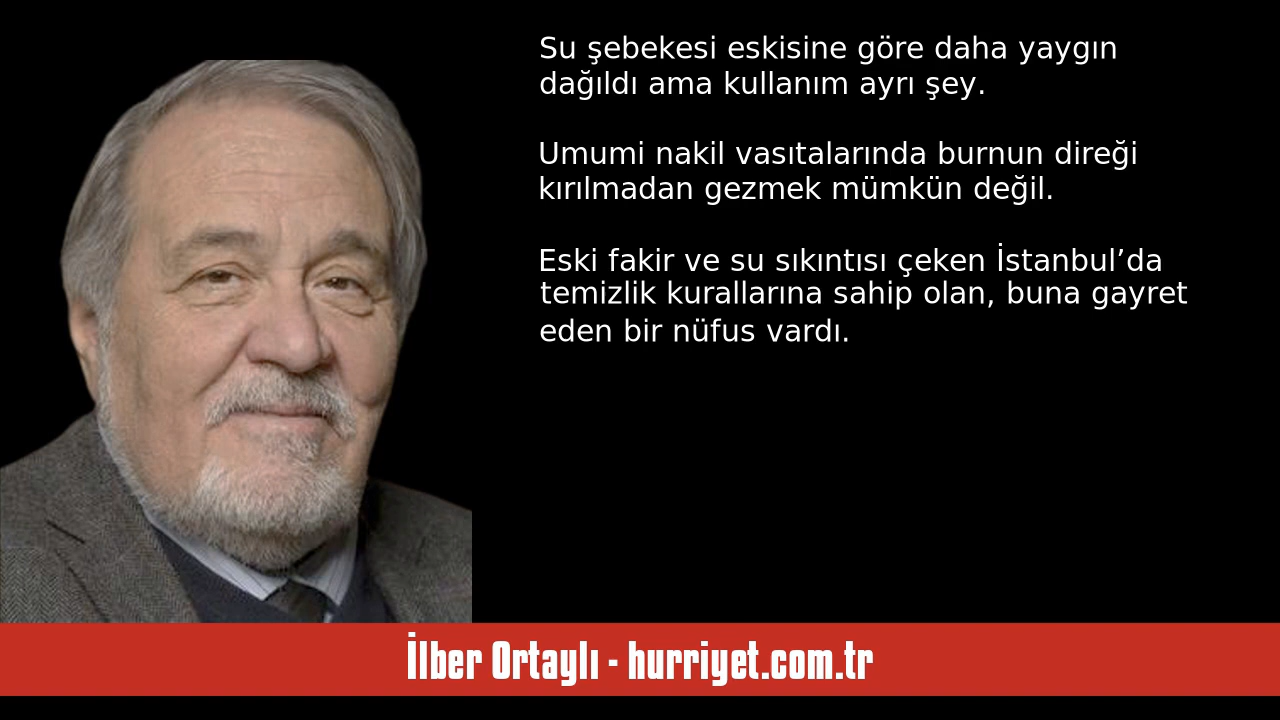 Su şebekesi eskisine göre daha yaygın
dağıldı ama kullanım ayrı şey.
Umumi nakil vasıtalarında burnun direği
kırılmadan gezmek mümkün değil.
Eski fakir ve su sıkıntısı çeken İstanbul’da
temizlik kurallarına sahip olan, buna gayret
eden bir nüfus vardı.
İlber Ortaylı - hurriyet.com.tr